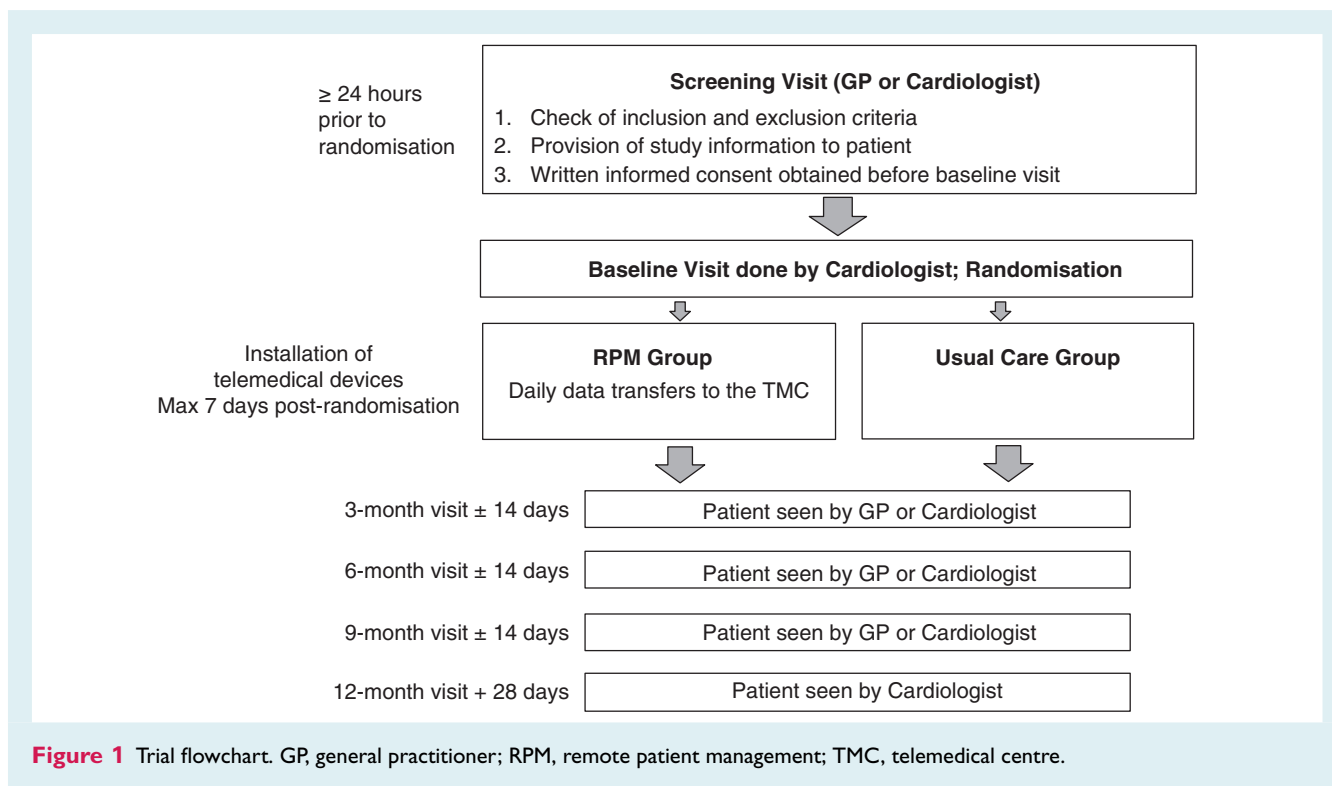 ≥ 24 hours
prior to
randomisation
Screening Visit (GP or Cardiologist)
1. Check of inclusion and exclusion criteria
2. Provision of study information to patient
3. Written informed consent obtained before baseline visit
Baseline Visit done by Cardiologist; Randomisation
Installation of
telemedical devices
Max 7 days post-randomisation
RPM Group
Daily data transfers to the TMC
Usual Care Group
3-month visit ± 14 days
Patient seen by GP or Cardiologist
6-month visit ± 14 days
Patient seen by GP or Cardiologist
9-month visit ± 14 days
Patient seen by GP or Cardiologist
12-month visit + 28 days
Patient seen by Cardiologist
Figure 1 Trial flowchart. GP, general practitioner; RPM, remote patient management; TMC, telemedical centre.